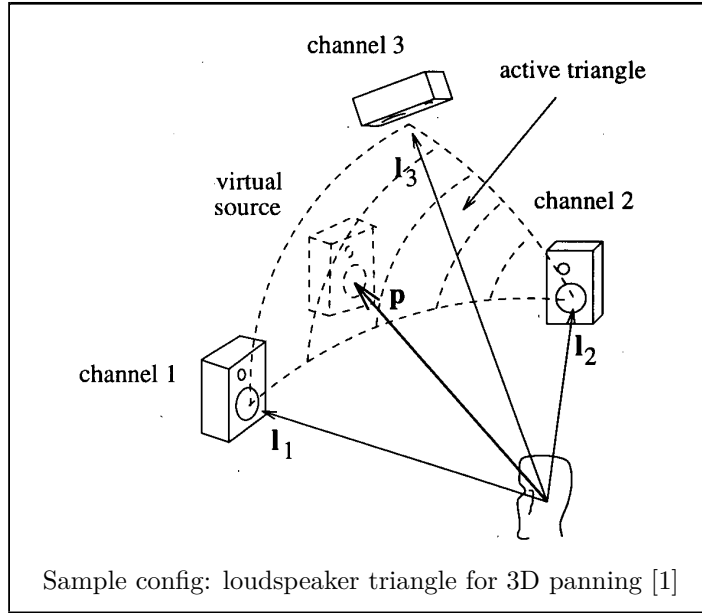 channel 3
active triangle
l3
virtual
source
channel 2
p
l2
channel 1
l1
Sample config: loudspeaker triangle for 3D panning [1]